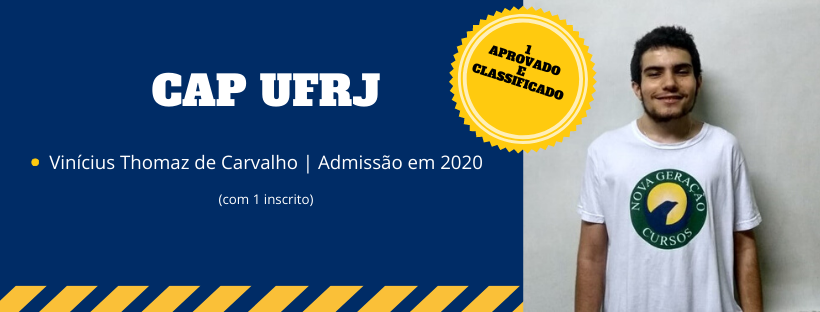 1
APROVADO
E
CLASSIFICADO
CAP UFRJ
• Vinícius Thomaz de Carvalho | Admissão em 2020
(com 1 inscrito)
NOVA GERAÇÃO
CURSOS